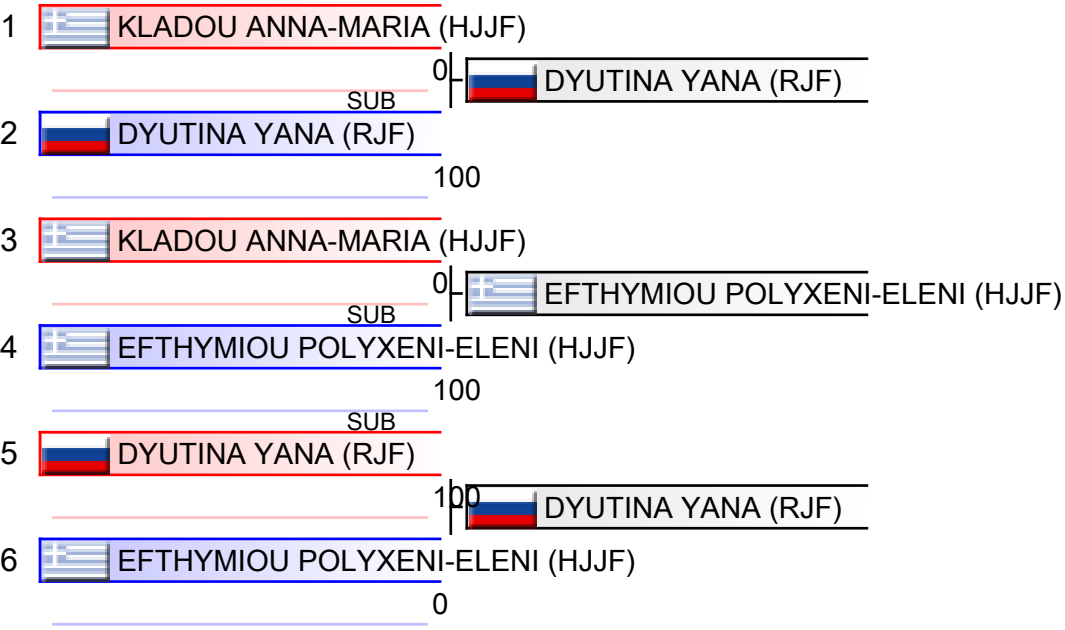 1 KLADOU ANNA-MARIA (HJJF)
0 DYUTINA YANA (RJF)
SUB
2 DYUTINA YANA (RJF)
100
3 KLADOU ANNA-MARIA (HJJF)
0 EFTHYMIOU POLYXENI-ELENI (HJJF)
SUB
4 EFTHYMIOU POLYXENI-ELENI (HJJF)
100
SUB
5 DYUTINA YANA (RJF)
100 DYUTINA YANA (RJF)
6 EFTHYMIOU POLYXENI-ELENI (HJJF)
0